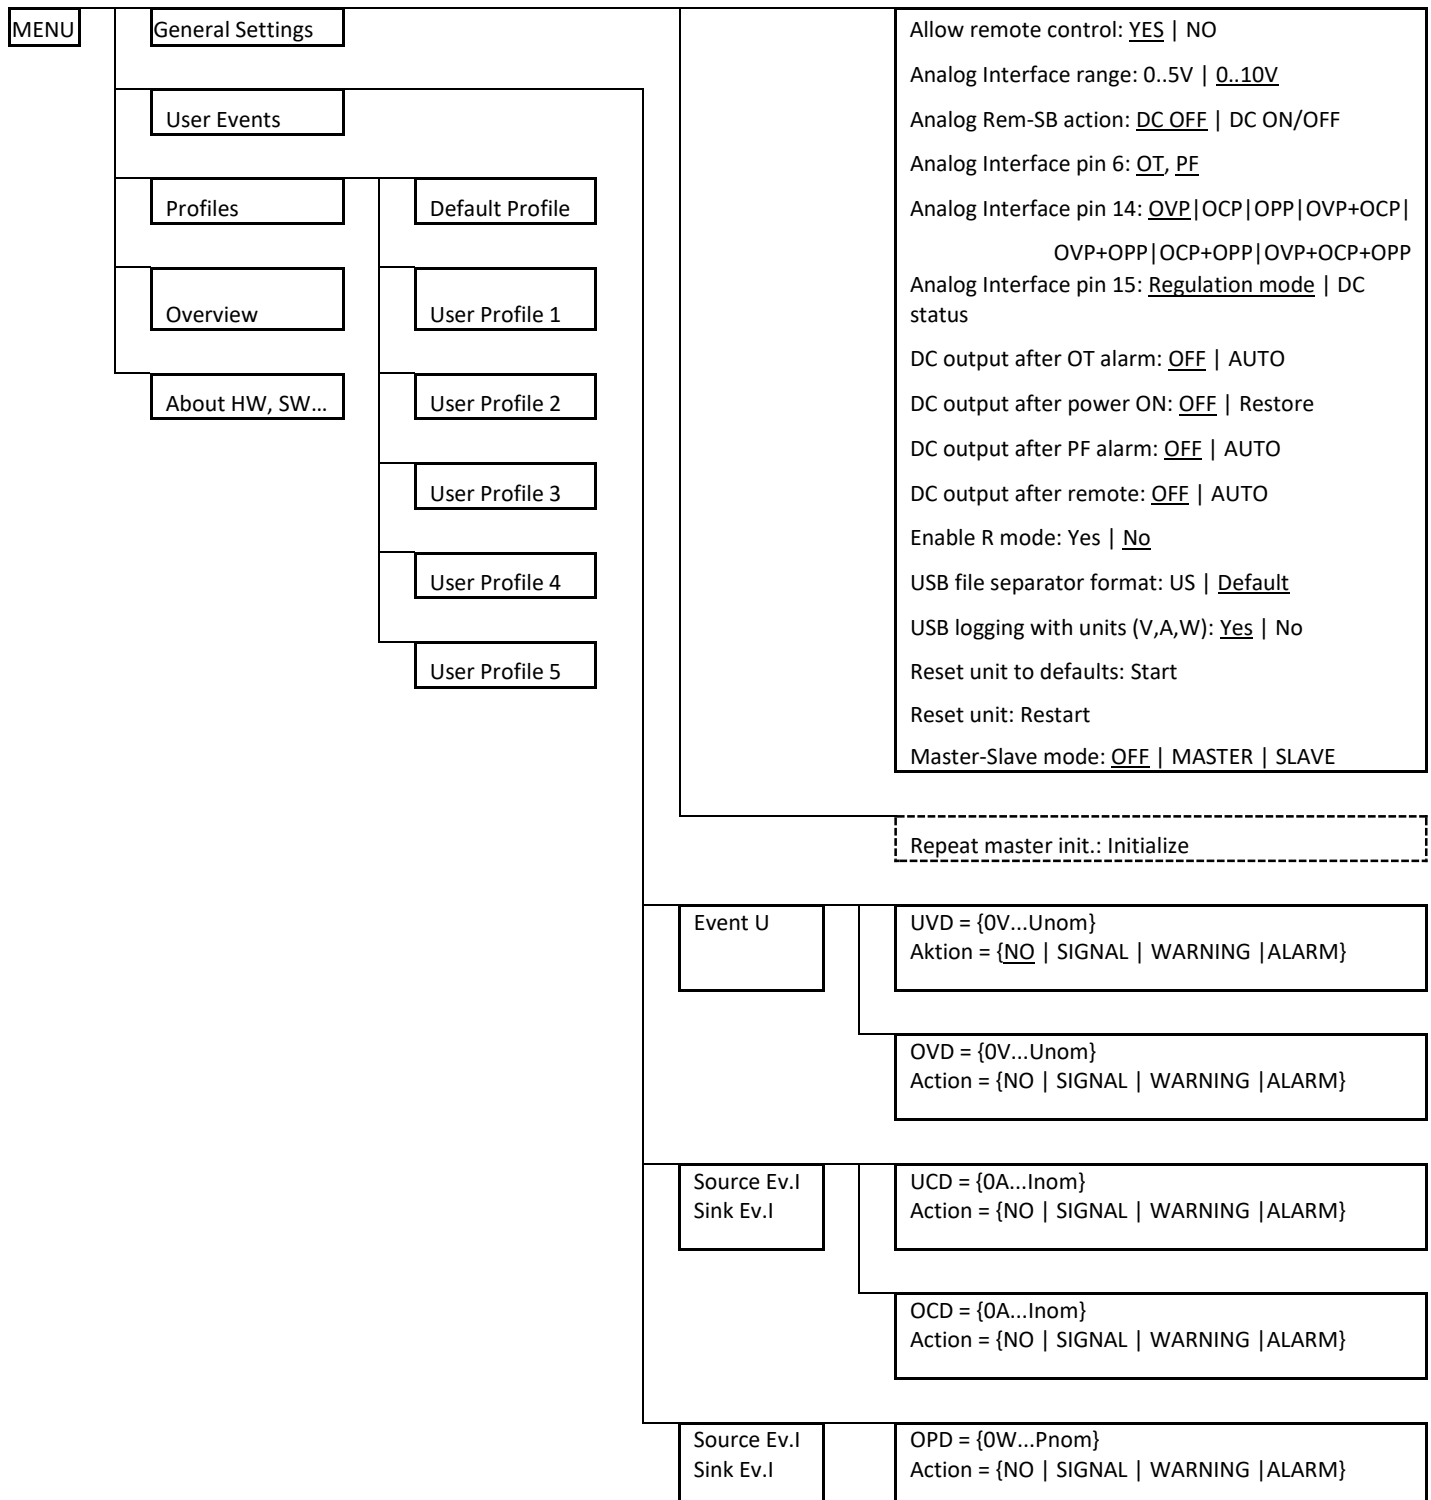 MENU
General Settings
User Events
Profiles
Overview
About HW, SW...
Default Profile
User Profile 1
User Profile 2
User Profile 3
User Profile 4
User Profile 5
Allow remote control: YES | NO
Analog Interface range: 0..5V | 0..10V
Analog Rem-SB action: DC OFF | DC ON/OFF
Analog Interface pin 6: OT, PF
Analog Interface pin 14: OVP|OCP|OPP|OVP+OCP|
OVP+OPP|OCP+OPP|OVP+OCP+OPP
Analog Interface pin 15: Regulation mode | DC
status
DC output after OT alarm: OFF | AUTO
DC output after power ON: OFF | Restore
DC output after PF alarm: OFF | AUTO
DC output after remote: OFF | AUTO
Enable R mode: Yes | No
USB file separator format: US | Default
USB logging with units (V,A,W): Yes | No
Reset unit to defaults: Start
Reset unit: Restart
Master-Slave mode: OFF | MASTER | SLAVE
Repeat master init.: Initialize
Event U
UVD = {0V...Unom}
Aktion = {NO | SIGNAL | WARNING |ALARM}
OVD = {0V...Unom}
Action = {NO | SIGNAL | WARNING |ALARM}
Source Ev.I
Sink Ev.I
UCD = {0A...Inom}
Action = {NO | SIGNAL | WARNING |ALARM}
OCD = {0A...Inom}
Action = {NO | SIGNAL | WARNING |ALARM}
Source Ev.I
Sink Ev.I
OPD = {0W...Pnom}
Action = {NO | SIGNAL | WARNING |ALARM}